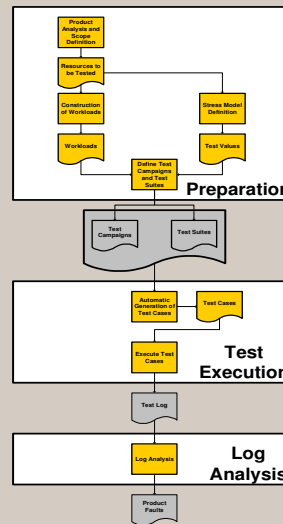 Product Analysis and
Scope
Definition
Resources to
be Tested
Construction
of Workloads
Stress Model
Definition
Workloads
Test Values
Define Test
Campaigns
and Test
Suites
Preparation
Test
Campaigns
Test Suites
Automatic
Generation of
Test Cases
Test Cases
Execute Test
Cases
Test
Execution
Test Log
Log Analysis
Log
Analysis
Product
Faults